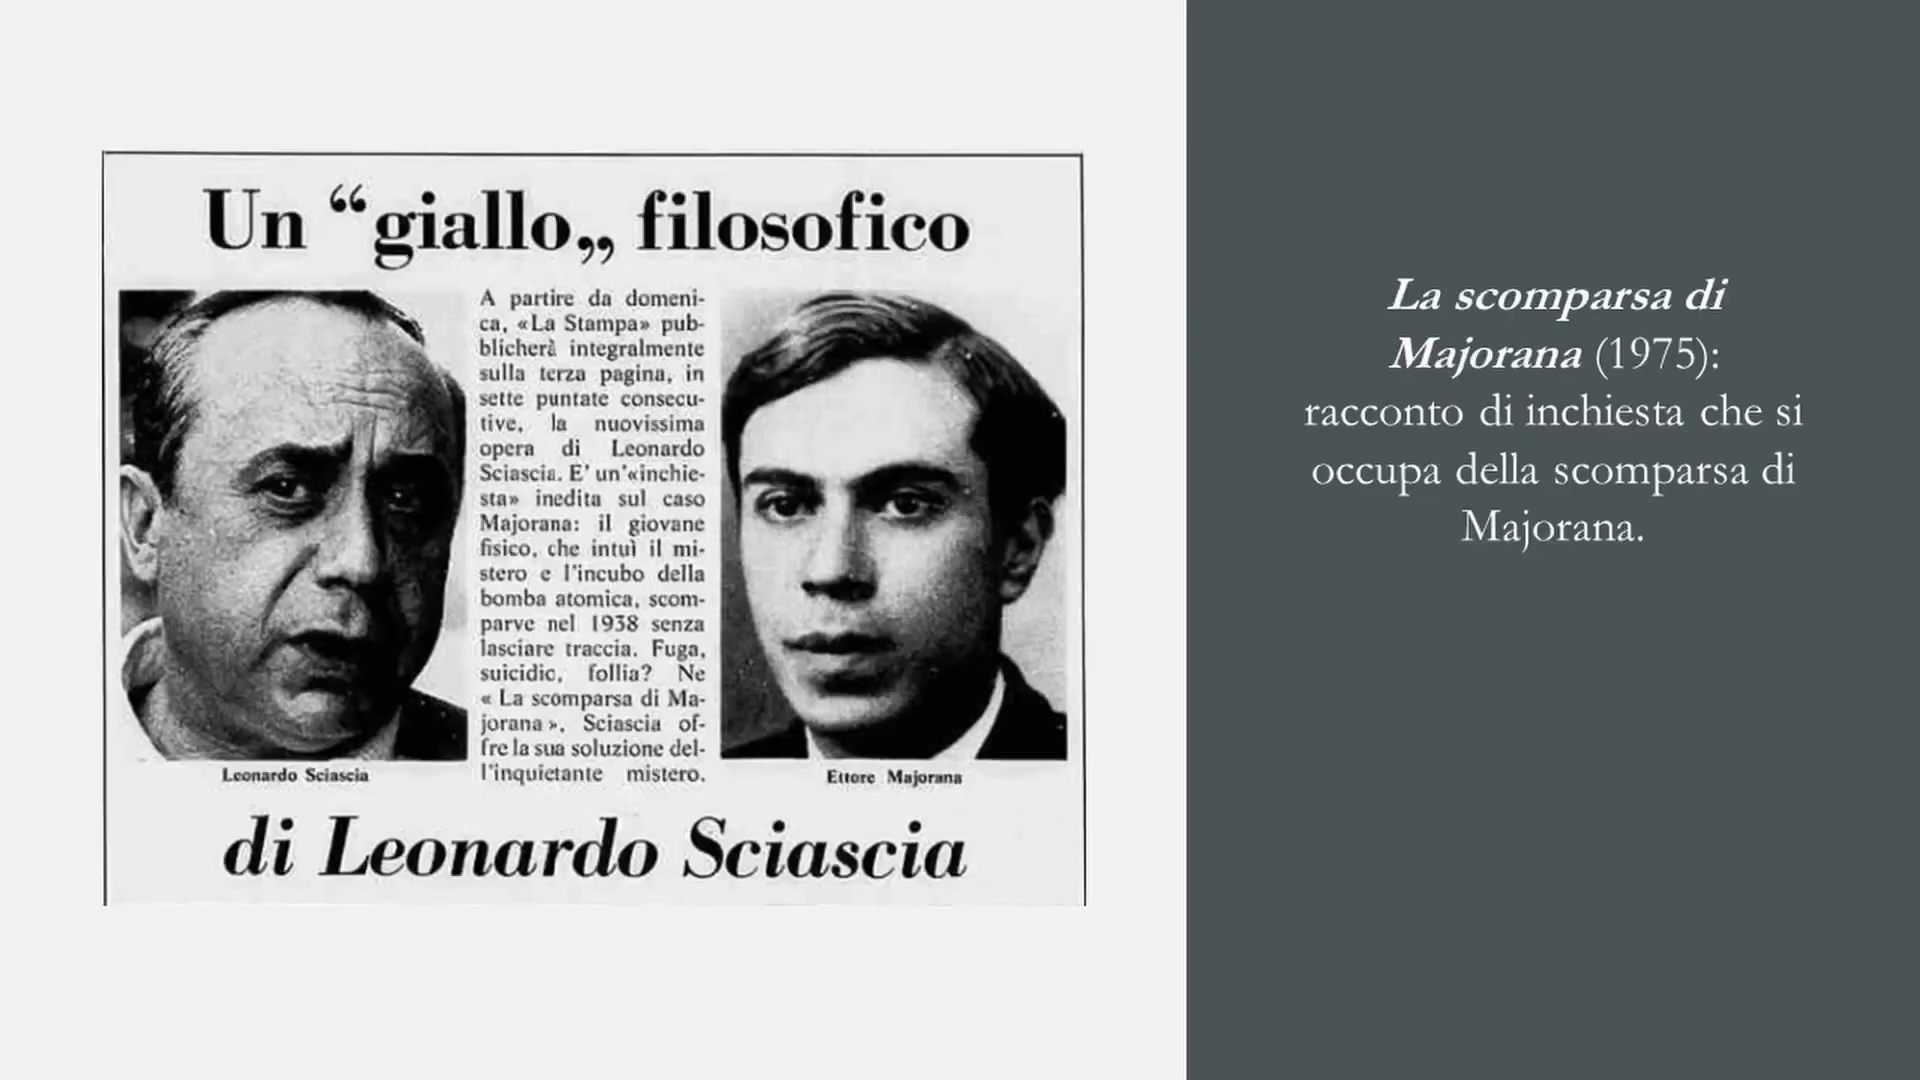 Un “giallo„ filosofico
A partire da domeni-
ca, «La Stampa» pub-
blicherà integralmente
sulla terza pagina, in
sette puntate consecu-
tive, la nuovissima
opera di Leonardo
Sciascia. E' un'«inchie-
sta» inedita sul caso
Majorana: il giovane
fisico, che intuì il mi-
stero e l'incubo della
bomba atomica, scom-
parve nel 1938 senza
lasciare traccia. Fuga,
suicidio, follia? Ne
« La scomparsa di Ma-
jorana », Sciascia of-
fre la sua soluzione del-
l'inquietante mistero.
Leonardo Sciascia
Ettore Majorana
di Leonardo Sciascia
La scomparsa di
Majorana (1975):
racconto di inchiesta che si
occupa della scomparsa di
Majorana.